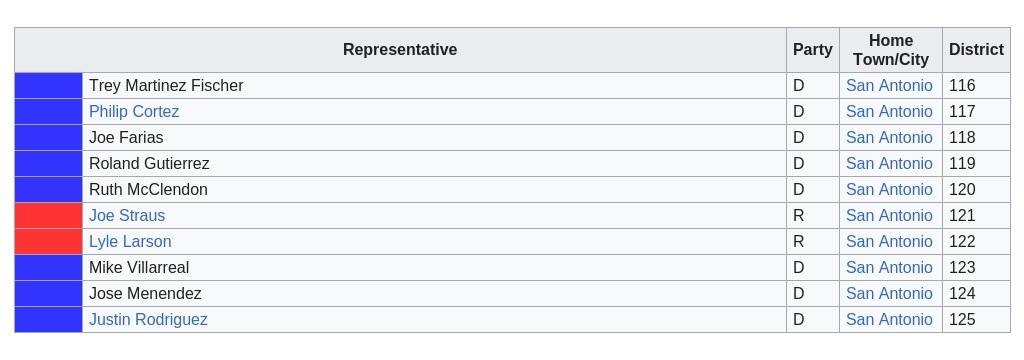 Representative Party Home Town/City District
Trey Martinez Fischer D San Antonio 116
Philip Cortez D San Antonio 117
Joe Farias D San Antonio 118
Roland Gutierrez D San Antonio 119
Ruth McClendon D San Antonio 120
Joe Straus R San Antonio 121
Lyle Larson R San Antonio 122
Mike Villarreal D San Antonio 123
Jose Menendez D San Antonio 124
Justin Rodriguez D San Antonio 125